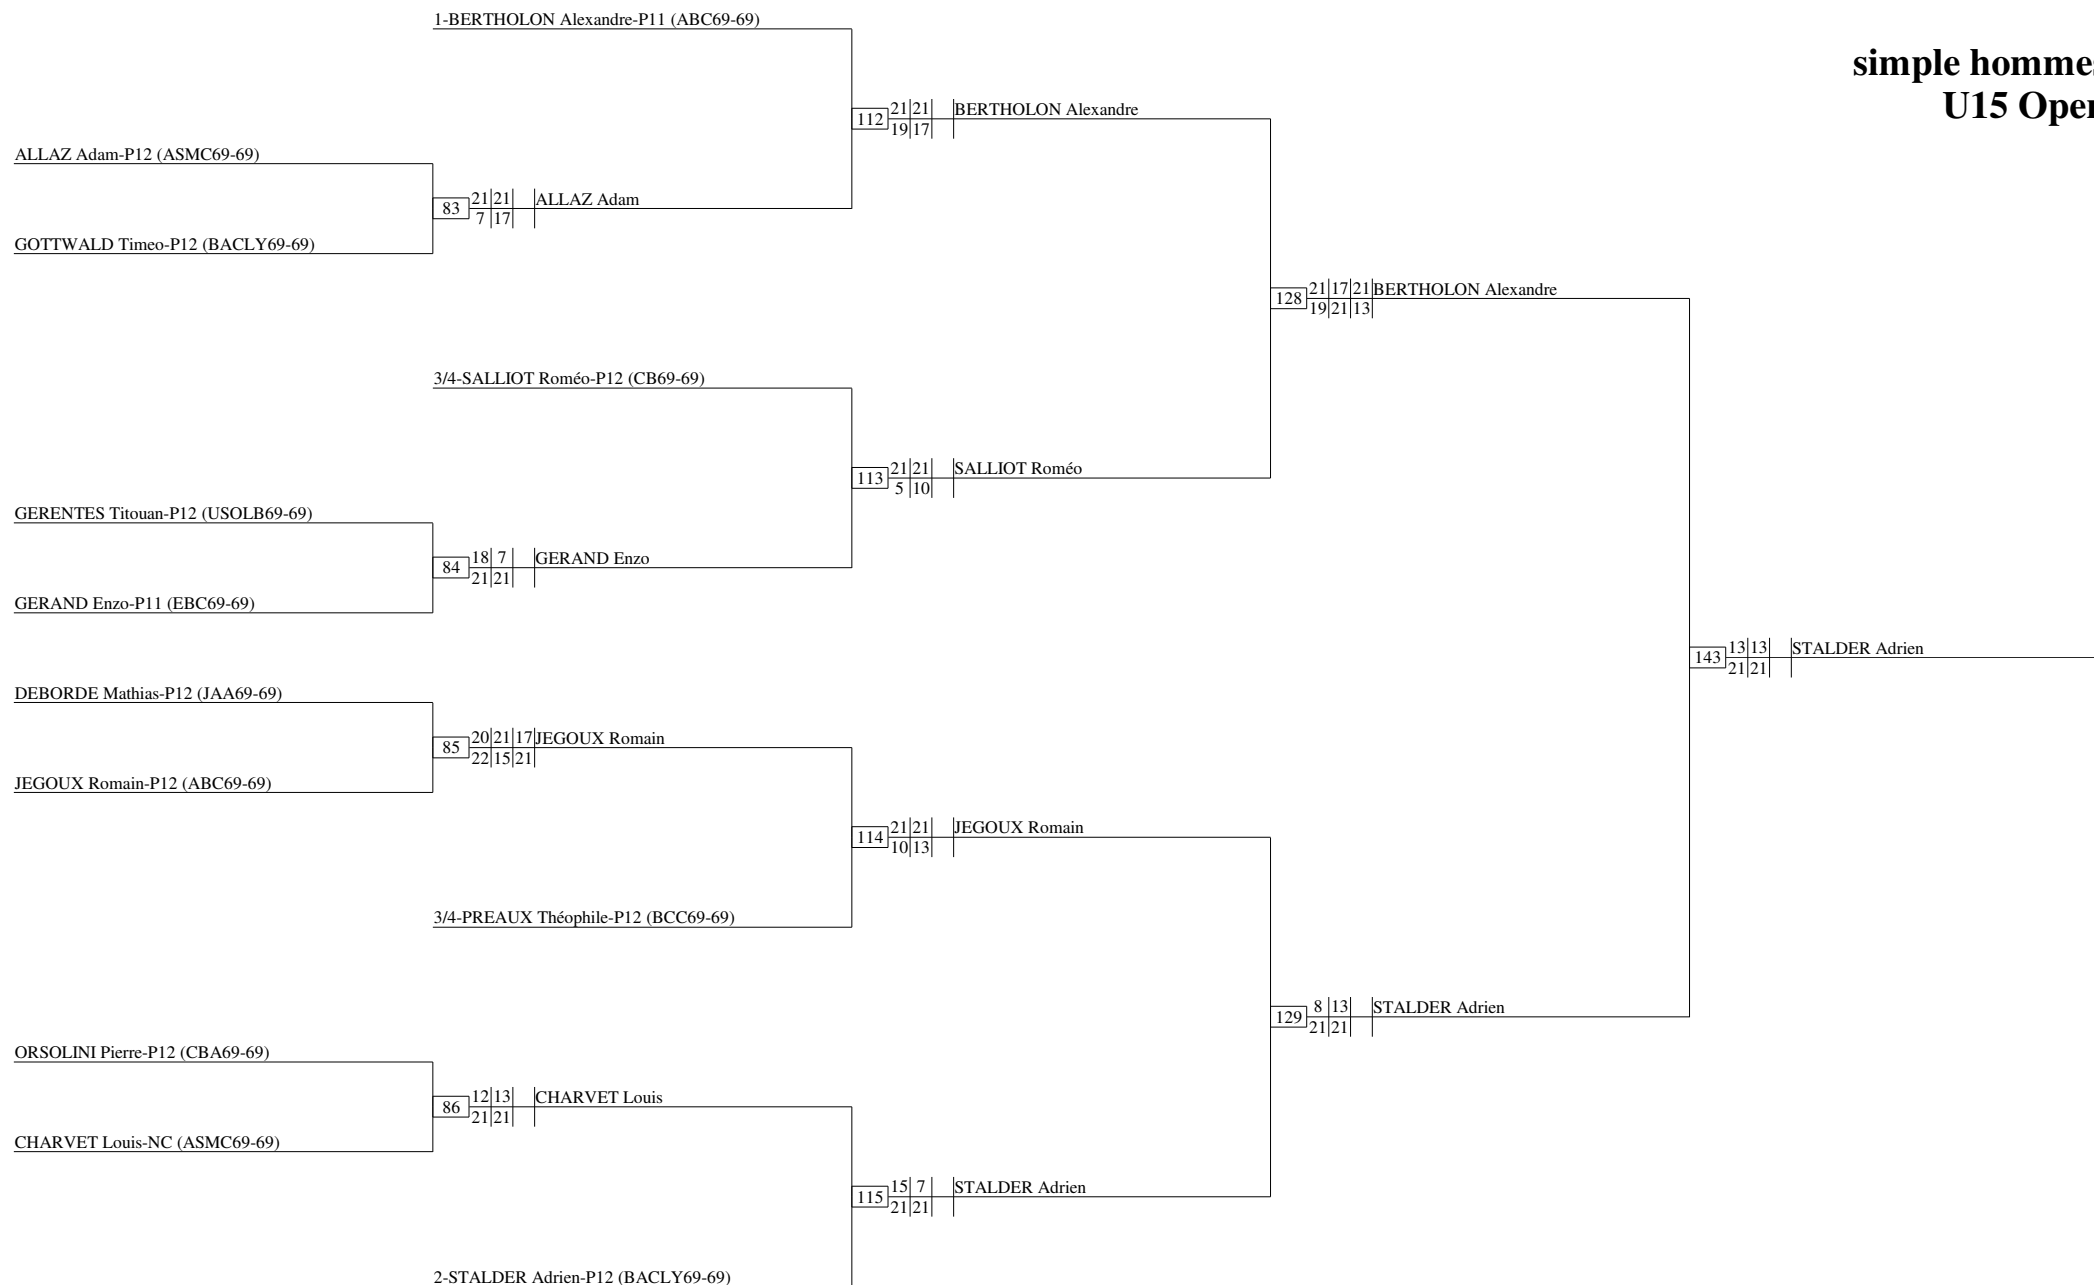 simple hommes
U15 Open
1-BERTHOLON Alexandre-P11 (ABC69-69)
112 21 21 BERTHOLON Alexandre
19 17
ALLAZ Adam-P12 (ASMC69-69)
83 21 21 ALLAZ Adam
7 17
GOTTWALD Timeo-P12 (BACLY69-69)
128 21 17 21 BERTHOLON Alexandre
19 21 13
3/4-SALLIOT Roméo-P12 (CB69-69)
113 21 21 SALLIOT Roméo
5 10
GERENTES Titouan-P12 (USOLB69-69)
84 18 7 GERAND Enzo
21 21
GERAND Enzo-P11 (EBC69-69)
143 13 13 STALDER Adrien
21 21
DEBORDE Mathias-P12 (JAA69-69)
85 20 21 17 JEGOUX Romain
22 15 21
JEGOUX Romain-P12 (ABC69-69)
114 21 21 JEGOUX Romain
10 13
3/4-PREAUX Théophile-P12 (BCC69-69)
129 8 13 STALDER Adrien
21 21
ORSOLINI Pierre-P12 (CBA69-69)
86 12 13 CHARVET Louis
21 21
CHARVET Louis-NC (ASMC69-69)
115 15 7 STALDER Adrien
21 21
2-STALDER Adrien-P12 (BACLY69-69)